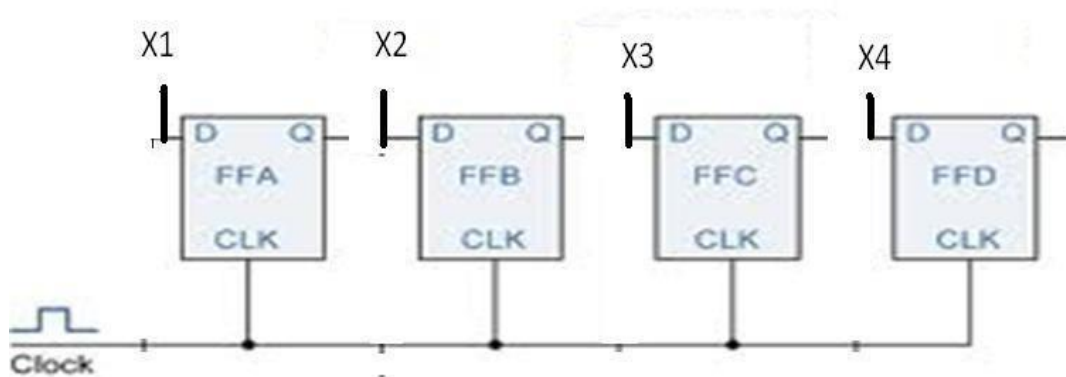 X1 X2 X3 X4
D Q D Q D Q D Q
FFA FFB FFC FFD
CLK CLK CLK CLK
Clock